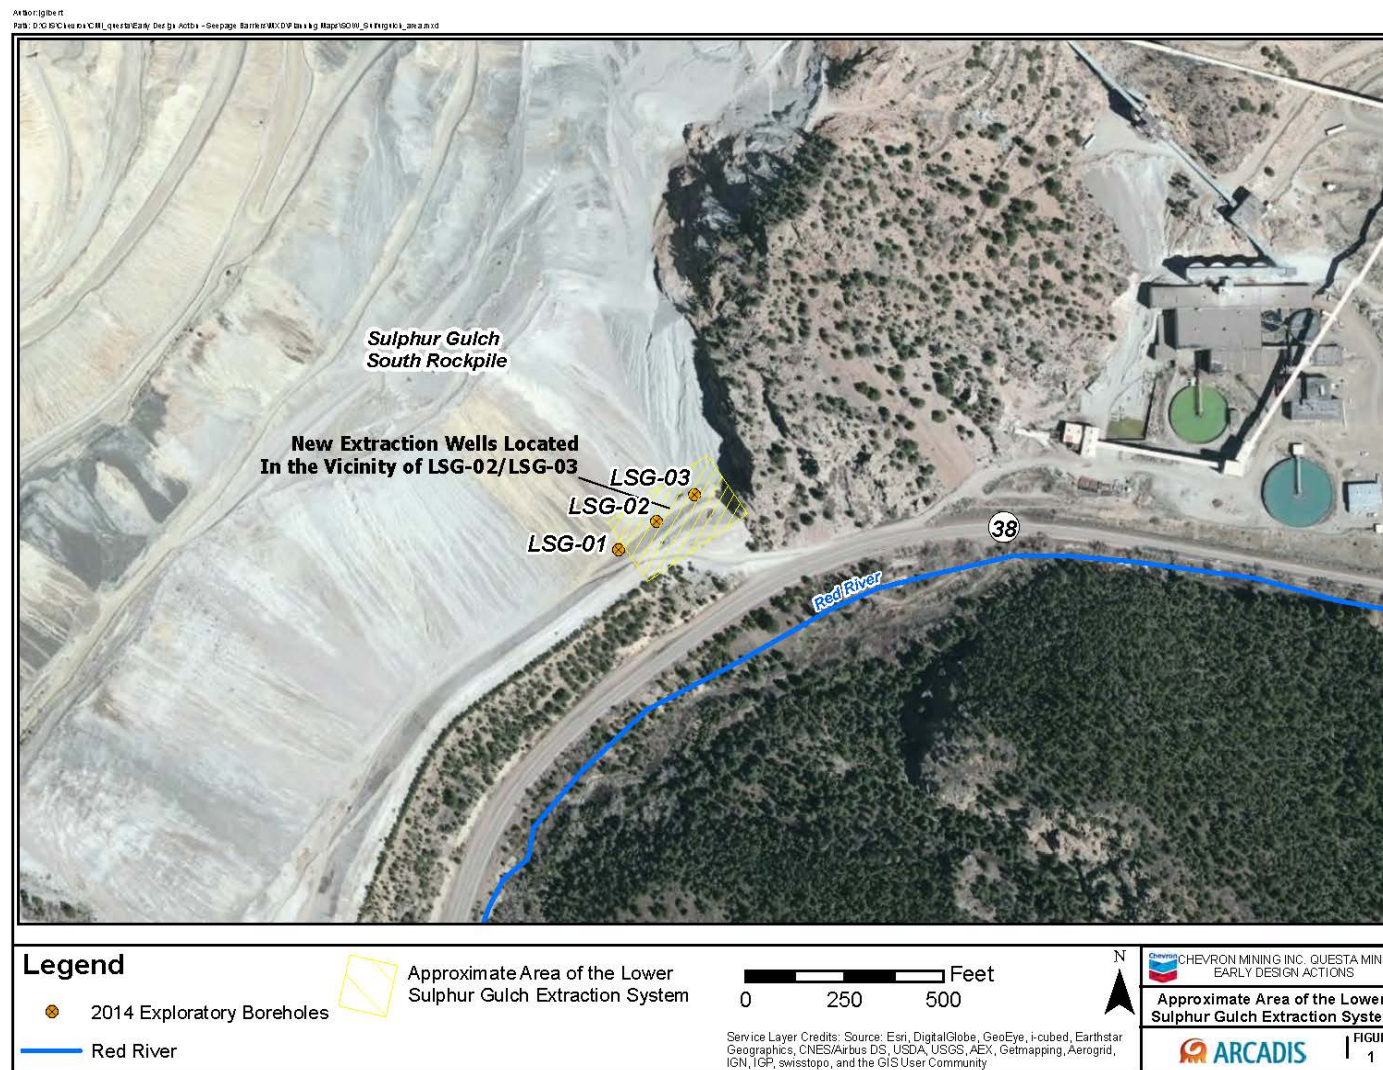 Author: jgibert
Sulphur Gulch
South Rockpile
New Extraction Wells Located
In the Vicinity of LSG-02/LSG-03
LSG-03
LSG-02
LSG-01
38
Red River
Legend
2014 Exploratory Boreholes
Red River
Approximate Area of the Lower
Sulphur Gulch Extraction System
Feet
0 250 500
Service Layer Credits: Source: Esri, DigitalGlobe, GeoEye, i-cubed, Earthstar
Geographics, CNES/Airbus DS, USDA, USGS, AEX, Getmapping, Aerogrid,
IGN, IGP, swisstopo, and the GIS User Community
N
Chevron
CHEVRON MINING INC. QUESTA MIN
EARLY DESIGN ACTIONS
Approximate Area of the Lower
Sulphur Gulch Extraction Syste
ARCADIS
FIGU
1